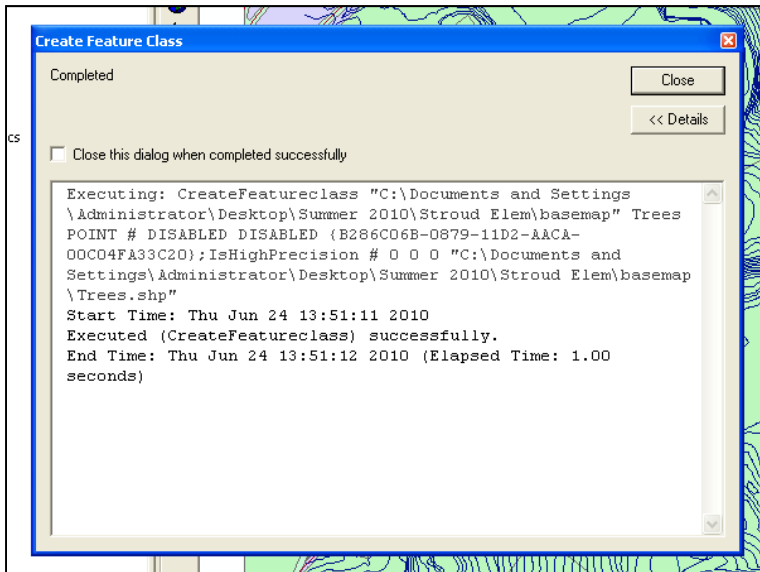 Create Feature Class
Completed
Close
<< Details
cs
Close this dialog when completed successfully
Executing: CreateFeatureclass "C:\Documents and Settings
\Administrator\Desktop\Summer 2010\Stroud Elem\basemap" Trees
POINT # DISABLED DISABLED {B286C06B-0879-11D2-AACA-
00C04FA33C20};IsHighPrecision # 0 0 0 "C:\Documents and
Settings\Administrator\Desktop\Summer 2010\Stroud Elem\basemap
\Trees.shp"
Start Time: Thu Jun 24 13:51:11 2010
Executed (CreateFeatureclass) successfully.
End Time: Thu Jun 24 13:51:12 2010 (Elapsed Time: 1.00
seconds)